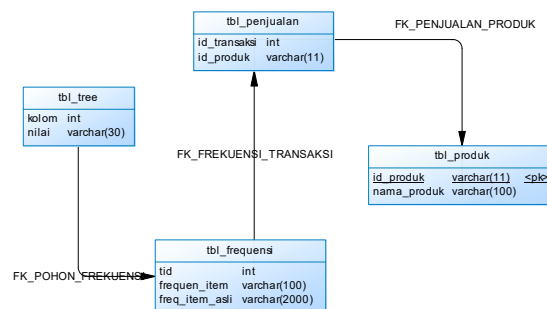 tbl_penjualan
id_transaksi int
id_produk varchar(11)
FK_PENJUALAN_PRODUK
tbl_tree
kolom int
nilai varchar(30)
FK_FREKUENSI_TRANSAKSI
tbl_produk
id_produk varchar(11) <pk>
nama_produk varchar(100)
tbl_frequensi
tid int
frequen_item varchar(100)
freq_item_asli varchar(2000)
FK_POHON_FREKUENSI